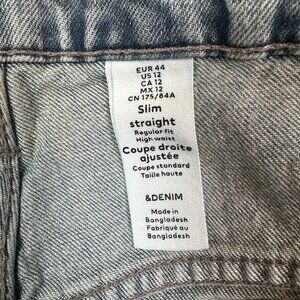 EUR 44
US 12
CA 12
MX 12
CN 175/84A
Slim
straight
Regular fit
High waist
Coupe droite
ajustée
Coupe standard
Taille haute
&DENIM
Made in
Bangladesh
Fabriqué au
Bangladesh